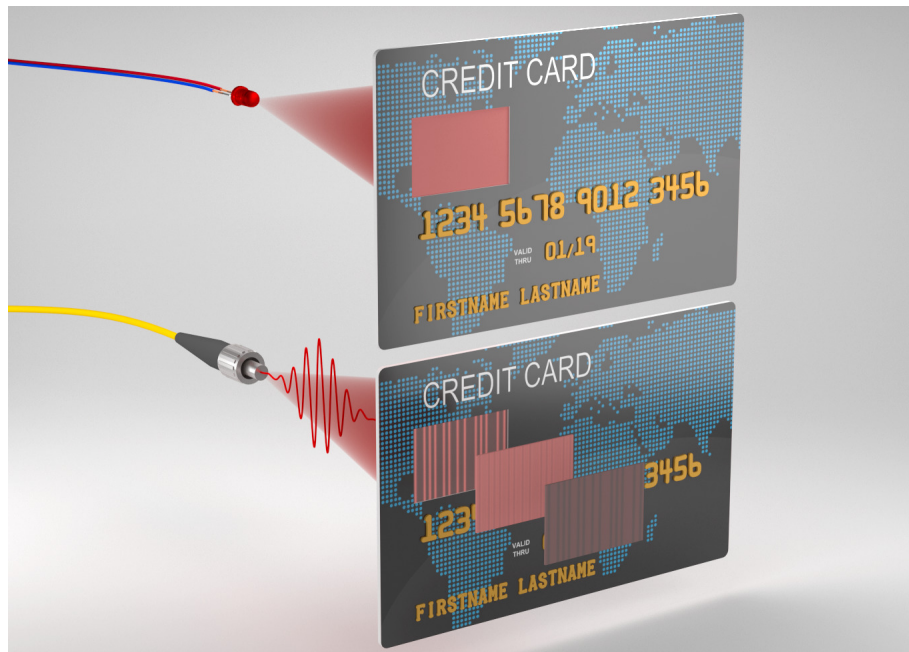 CREDIT CARD
1234 5678 9012 3456
VALID
THRU
01/19
FIRSTNAME LASTNAME
CREDIT CARD
3456
123
VALID
THRU
FIRSTNAME LASTNAME